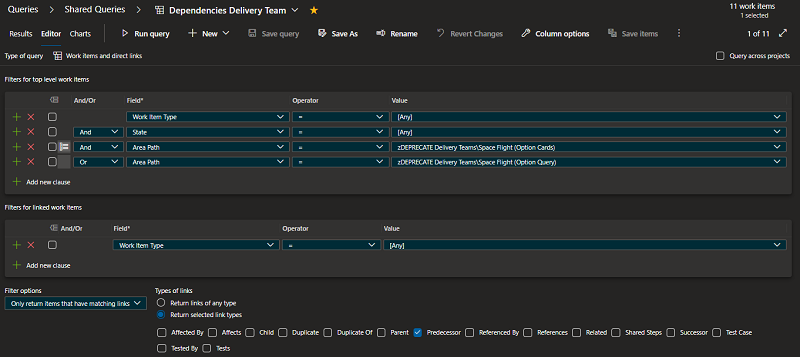 Queries > Shared Queries > Dependencies Delivery Team
11 work items
1 selected
Results Editor Charts Run query New Save query Save As Rename Revert Changes Column options Save items 1 of 11
Type of query Work items and direct links Query across projects
Filters for top level work items
And/Or Field* Operator Value
Work Item Type = [Any]
And State = [Any]
And Area Path = zDEPRECATE Delivery Teams\Space Flight (Option Cards)
Or Area Path = zDEPRECATE Delivery Teams\Space Flight (Option Query)
+ Add new clause
Filters for linked work items
And/Or Field* Operator Value
Work Item Type = [Any]
+ Add new clause
Filter options Types of links
Only return items that have matching links Return links of any type
Return selected link types
Affected By Affects Child Duplicate Duplicate Of Parent Predecessor Referenced By References Related Shared Steps Successor Test Case
Tested By Tests